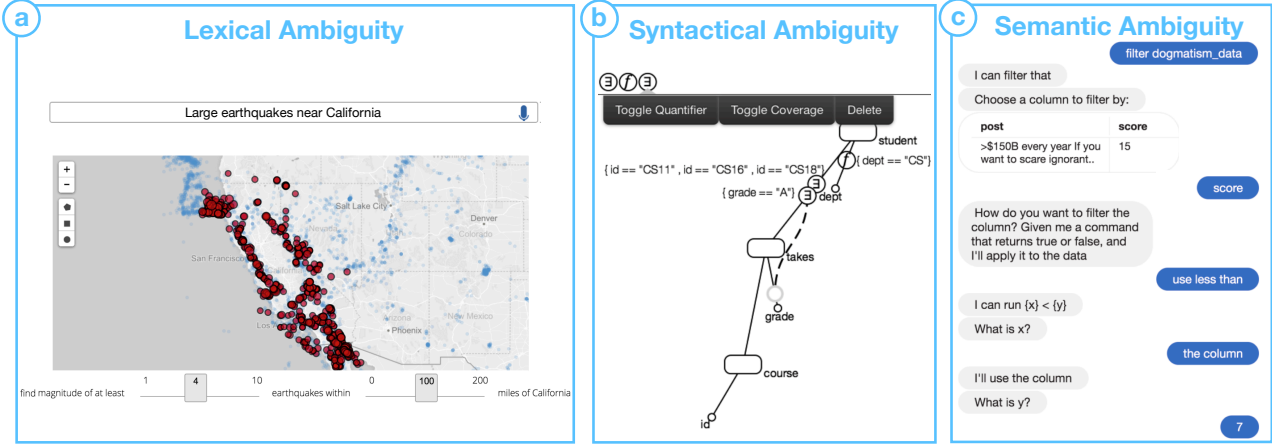 a
Lexical Ambiguity
Large earthquakes near California
+
−
Salt Lake City
Nevada
Denver
Colorado
San Francisco
California
Los
Arizona
Phoenix
New Mexico
1 4 10 0 100 200
find magnitude of at least earthquakes within miles of California
b
Syntactical Ambiguity
∃ f ∃
Toggle Quantifier Toggle Coverage Delete
student
f { dept == "CS"}
{ id == "CS11" , id == "CS16" , id == "CS18"} ∃
{ grade == "A"} ∃ dept
takes
grade
course
id
c
Semantic Ambiguity
filter dogmatism_data
I can filter that
Choose a column to filter by:
post score
>$150B every year If you 15
want to scare ignorant..
score
How do you want to filter the
column? Given me a command
that returns true or false, and
I'll apply it to the data
use less than
I can run {x} < {y}
What is x?
the column
I'll use the column
What is y?
7